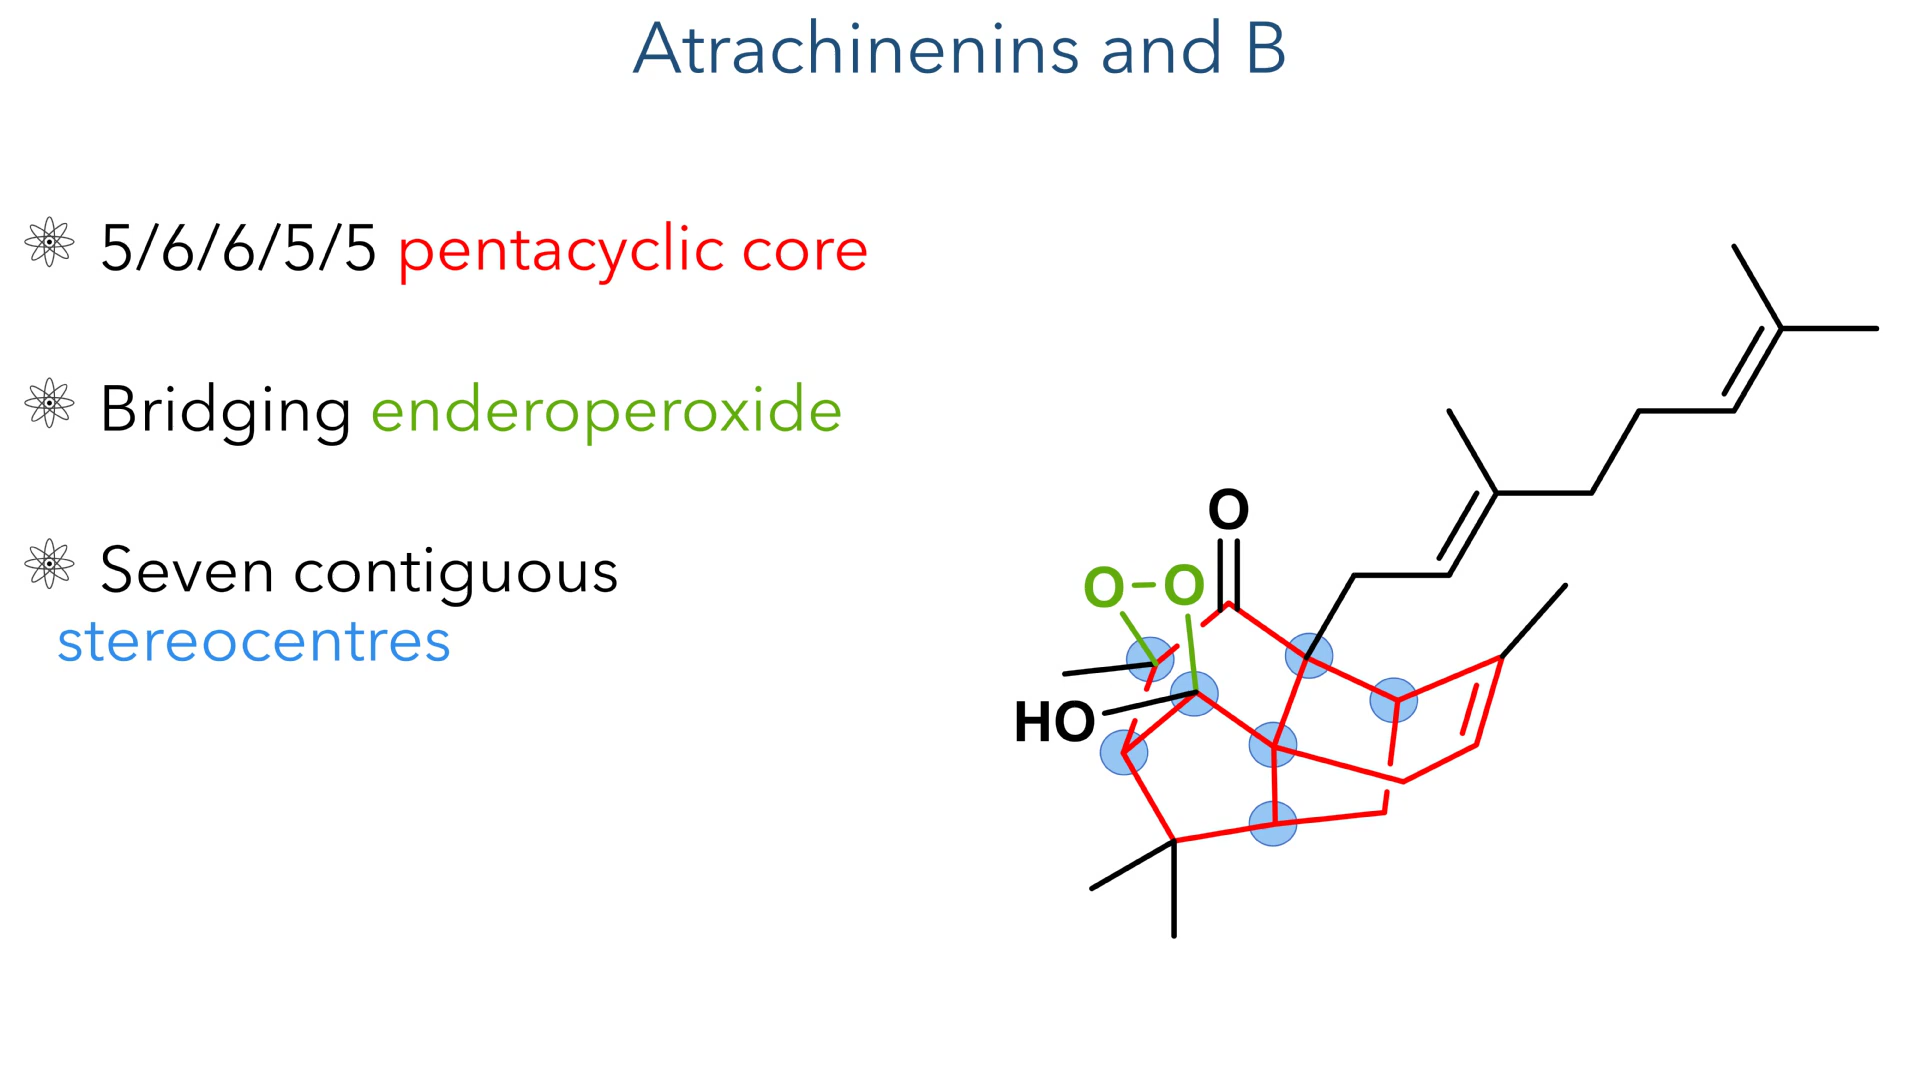 Atrachinenins and B
5/6/6/5/5 pentacyclic core
Bridging enderoperoxide
Seven contiguous
stereocentres
O
O
O
HO